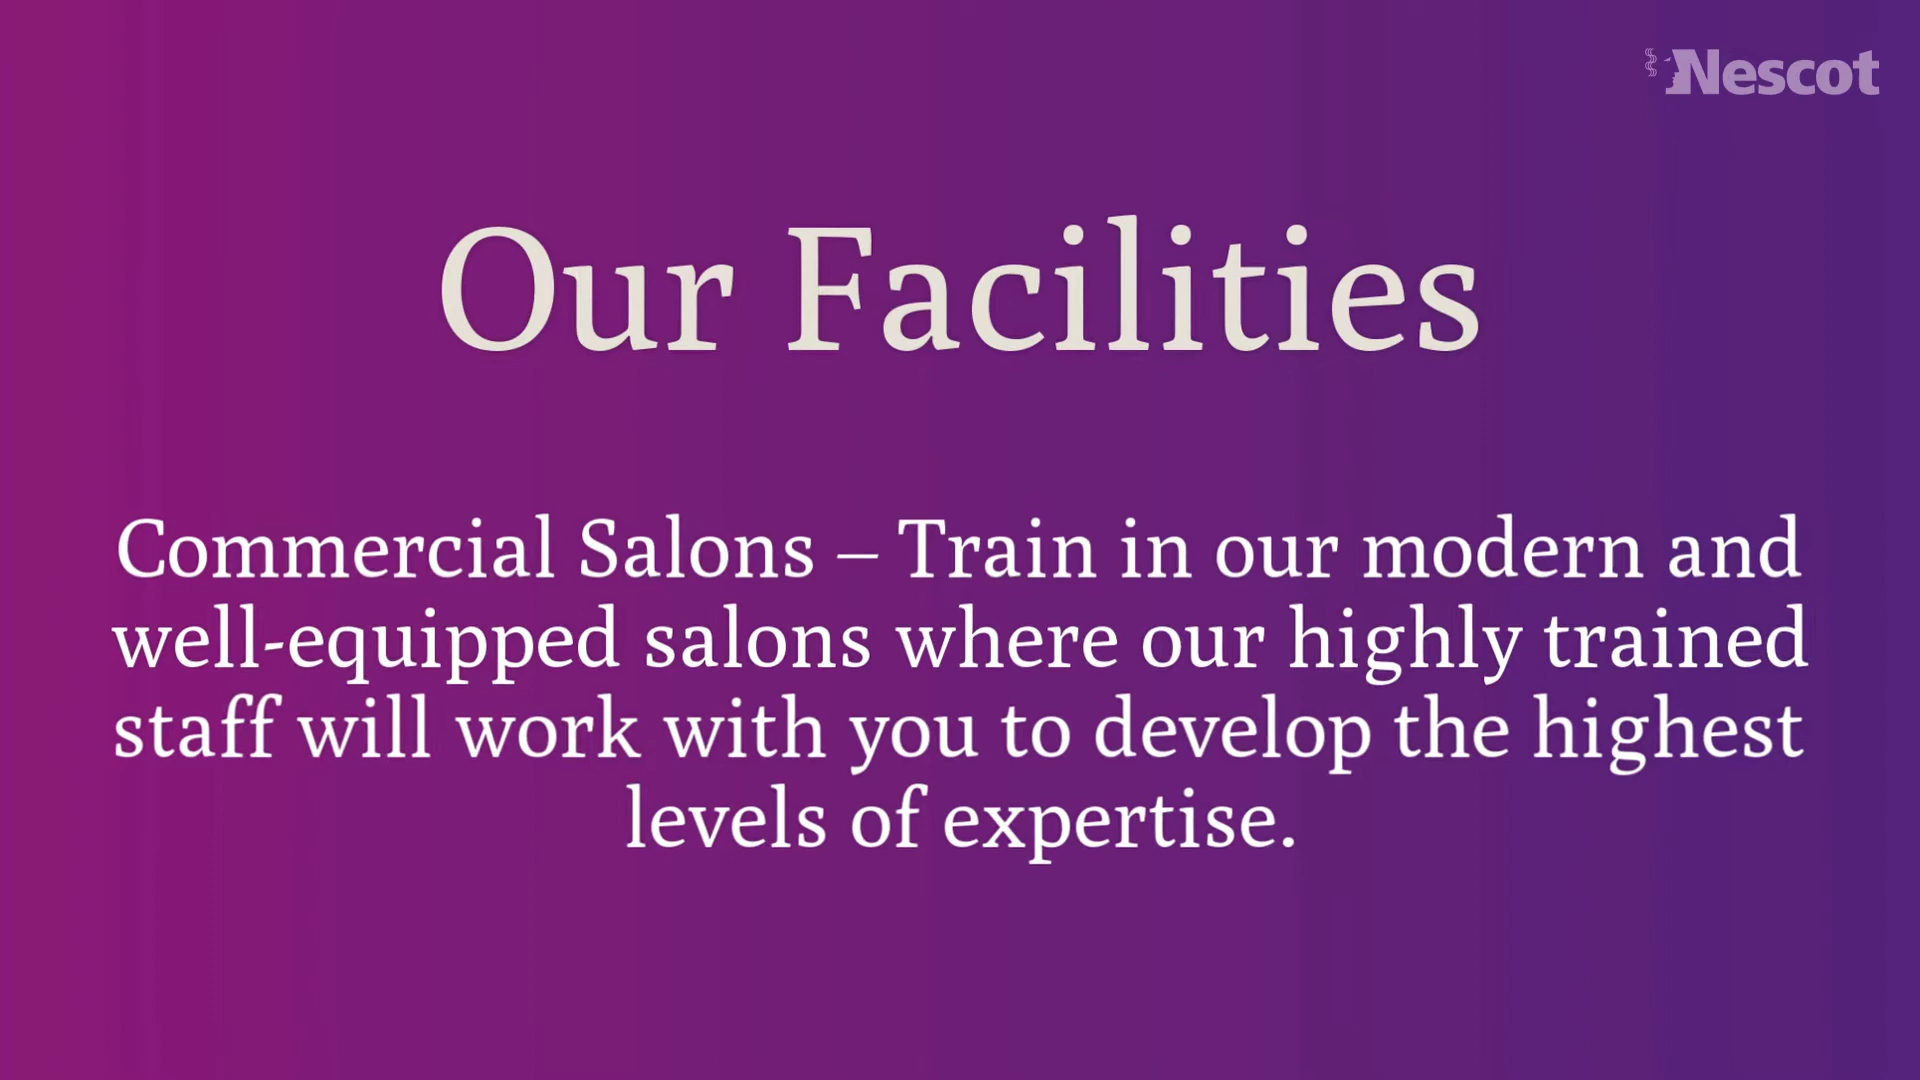 Nescot
Our Facilities
Commercial Salons – Train in our modern and
well-equipped salons where our highly trained
staff will work with you to develop the highest
levels of expertise.